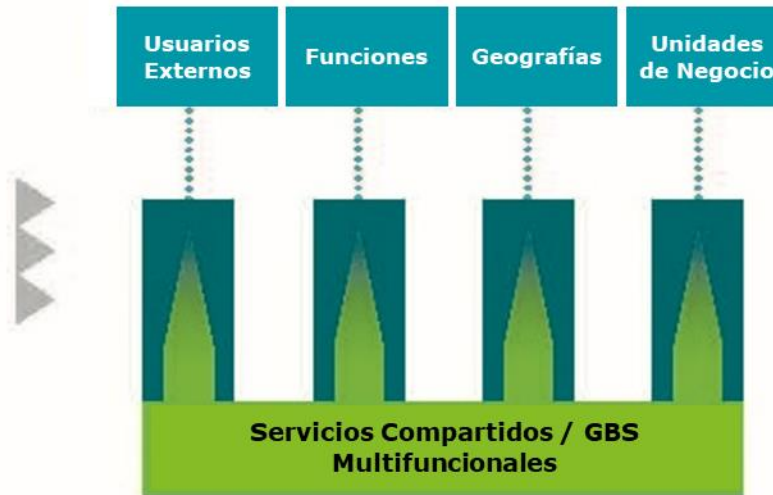 Usuarios
Externos
Funciones
Geografías
Unidades
de Negocio
Servicios Compartidos / GBS
Multifuncionales